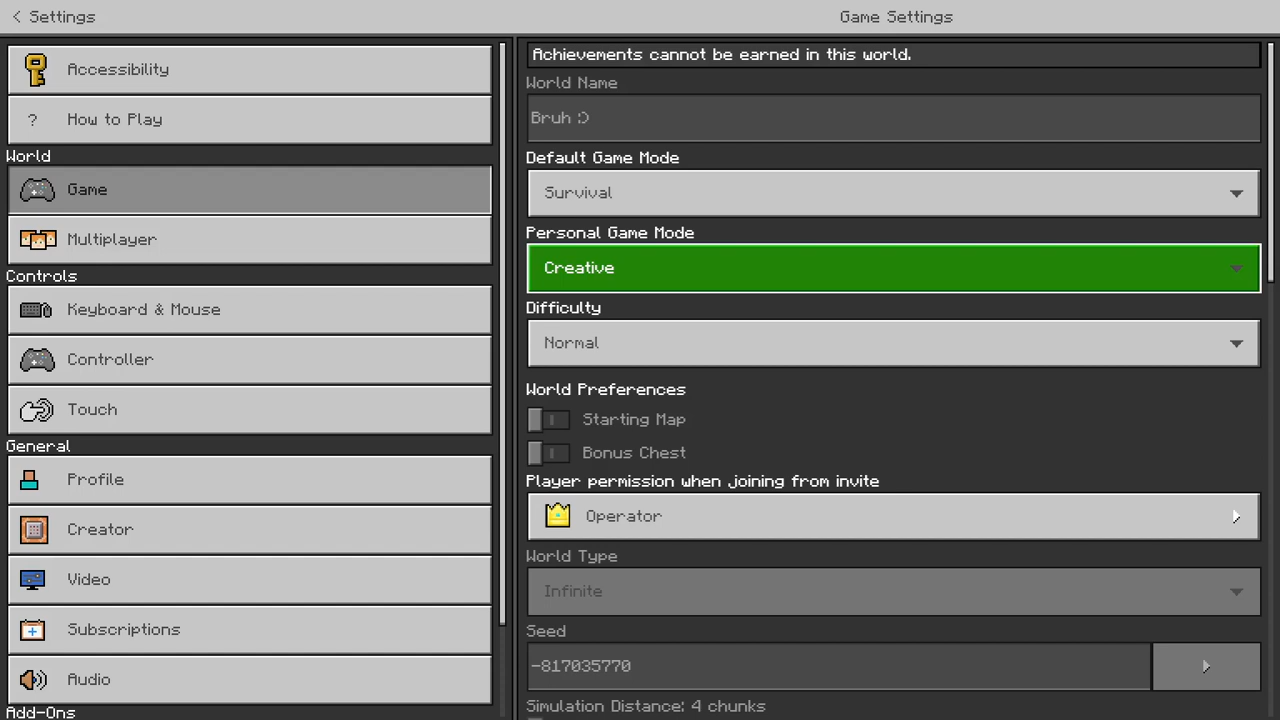 Settings
Game Settings
Accessibility
? How to Play
World
Game
Multiplayer
Controls
Keyboard & Mouse
Controller
Touch
General
Profile
Creator
Video
Subscriptions
Audio
Add-Ons
Achievements cannot be earned in this world.
World Name
Bruh :)
Default Game Mode
Survival
Personal Game Mode
Creative
Difficulty
Normal
World Preferences
Starting Map
Bonus Chest
Player permission when joining from invite
Operator
World Type
Infinite
Seed
-817035770
Simulation Distance: 4 chunks